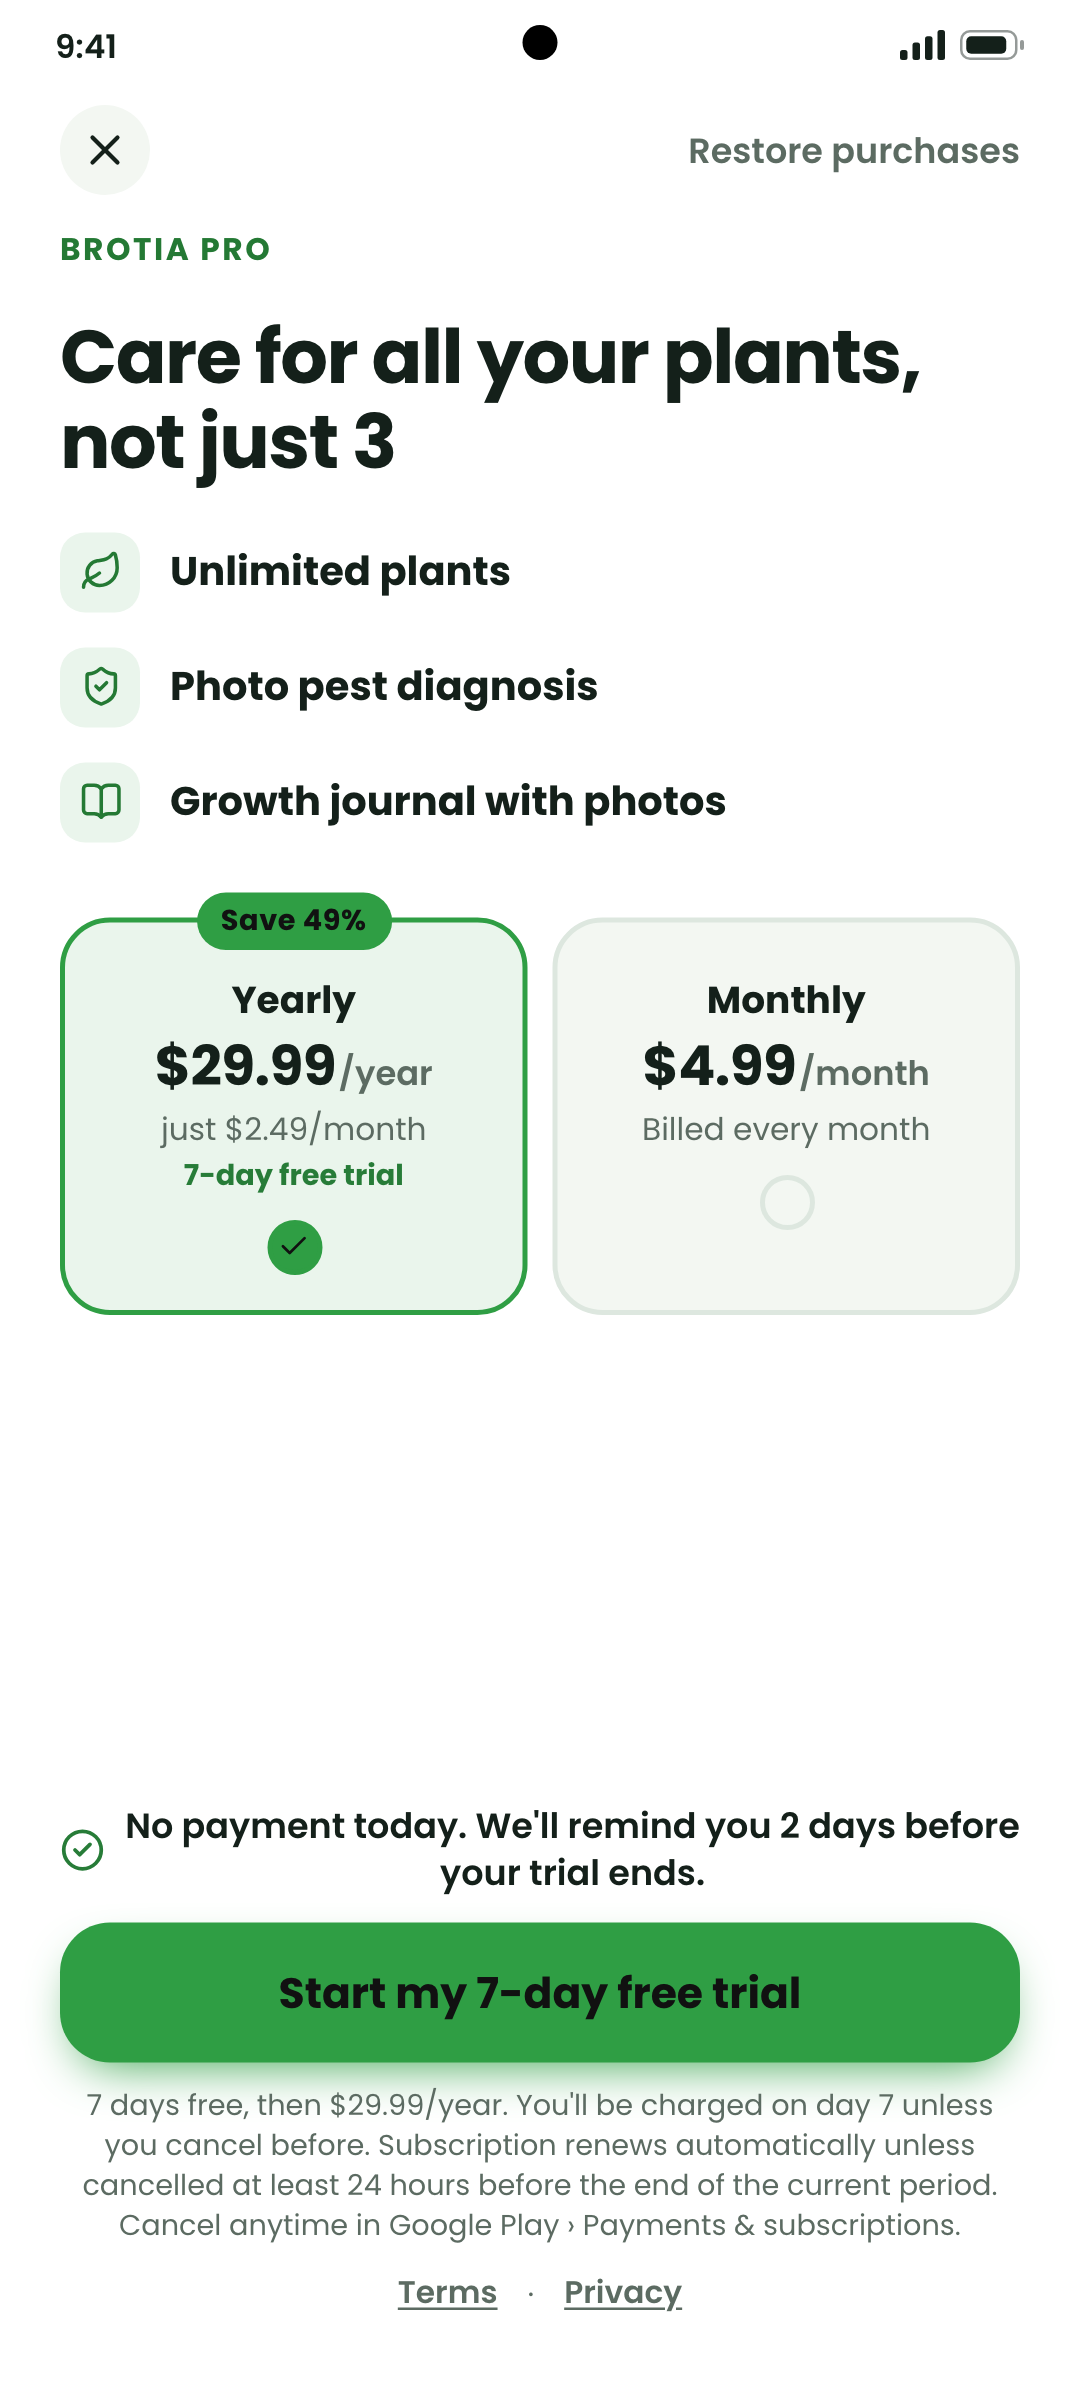 9:41
Restore purchases
BROTIA PRO
Care for all your plants,
not just 3
Unlimited plants
Photo pest diagnosis
Growth journal with photos
Save 49%
Yearly
$29.99/year
just $2.49/month
7-day free trial
Monthly
$4.99/month
Billed every month
No payment today. We'll remind you 2 days before
your trial ends.
Start my 7-day free trial
7 days free, then $29.99/year. You'll be charged on day 7 unless
you cancel before. Subscription renews automatically unless
cancelled at least 24 hours before the end of the current period.
Cancel anytime in Google Play › Payments & subscriptions.
Terms · Privacy